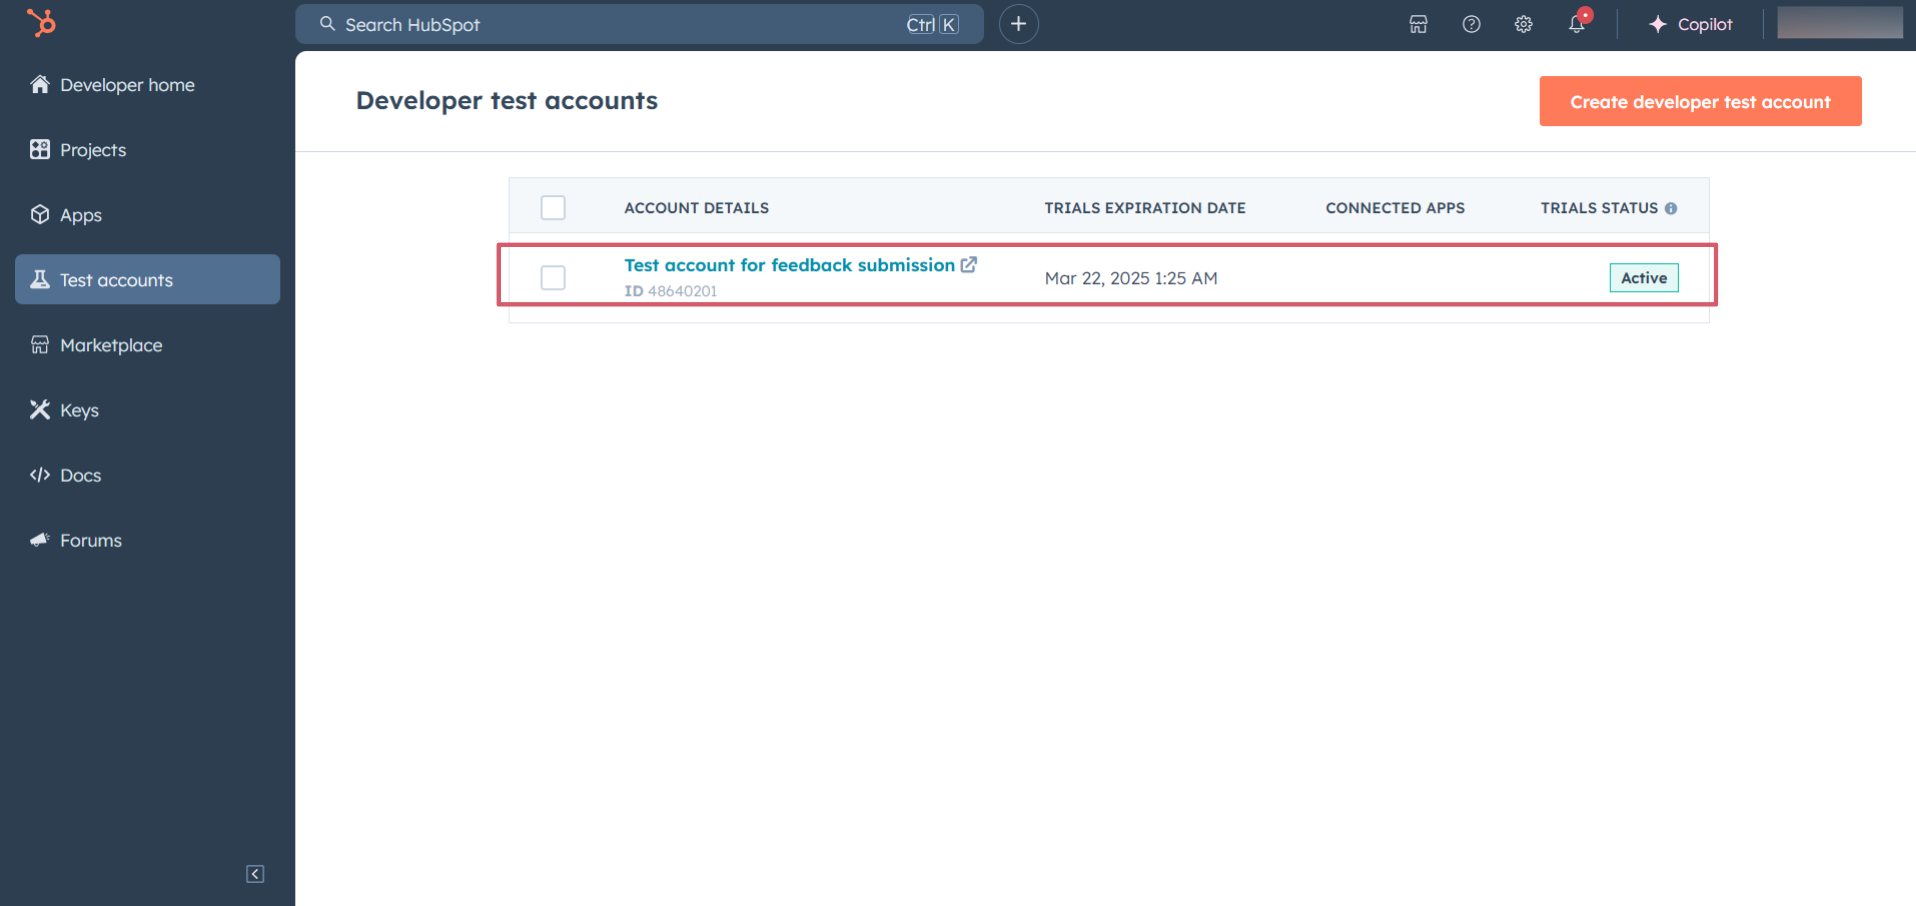 Search HubSpot
Ctrl K
Copilot
Developer home
Projects
Apps
Test accounts
Marketplace
Keys
Docs
Forums
Developer test accounts
Create developer test account
ACCOUNT DETAILS
TRIALS EXPIRATION DATE
CONNECTED APPS
TRIALS STATUS
Test account for feedback submission
ID 48640201
Mar 22, 2025 1:25 AM
Active